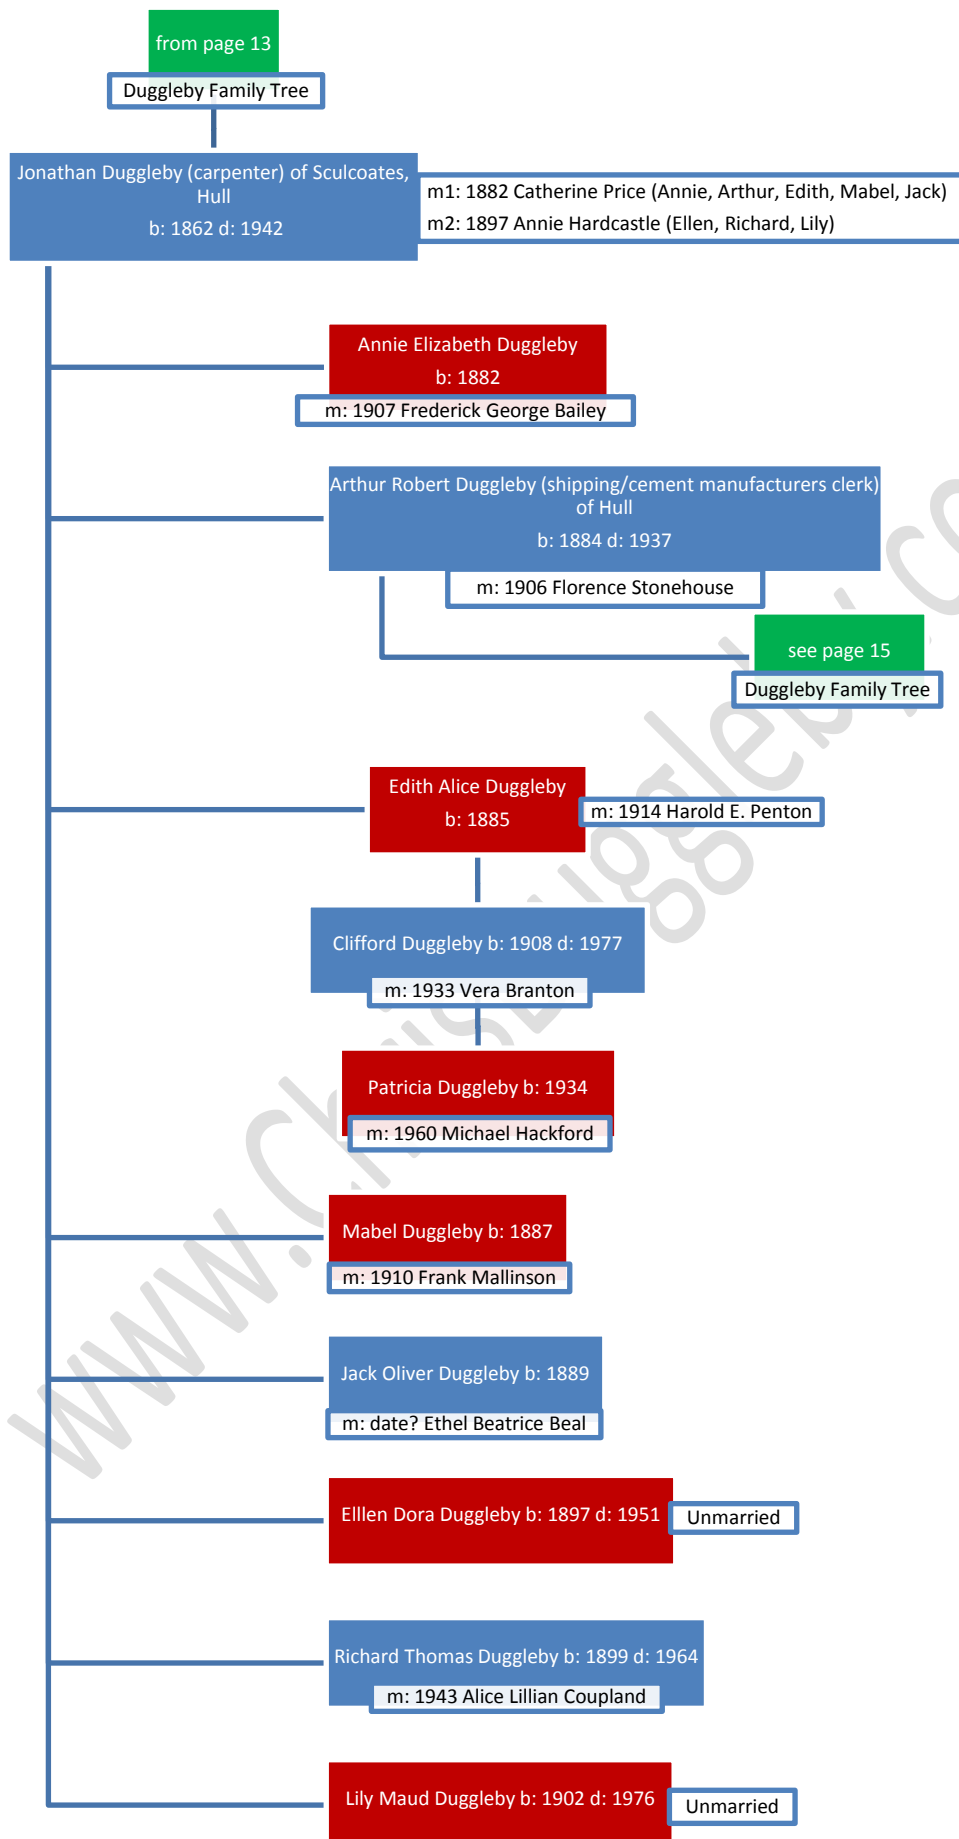 from page 13
Duggleby Family Tree
Jonathan Duggleby (carpenter) of Sculcoates,
Hull
b: 1862 d: 1942
m1: 1882 Catherine Price (Annie, Arthur, Edith, Mabel, Jack)
m2: 1897 Annie Hardcastle (Ellen, Richard, Lily)
Annie Elizabeth Duggleby
b: 1882
m: 1907 Frederick George Bailey
Arthur Robert Duggleby (shipping/cement manufacturers clerk)
of Hull
b: 1884 d: 1937
m: 1906 Florence Stonehouse
see page 15
Duggleby Family Tree
Edith Alice Duggleby
b: 1885
m: 1914 Harold E. Penton
Clifford Duggleby b: 1908 d: 1977
m: 1933 Vera Branton
Patricia Duggleby b: 1934
m: 1960 Michael Hackford
Mabel Duggleby b: 1887
m: 1910 Frank Mallinson
Jack Oliver Duggleby b: 1889
m: date? Ethel Beatrice Beal
Elllen Dora Duggleby b: 1897 d: 1951
Unmarried
Richard Thomas Duggleby b: 1899 d: 1964
m: 1943 Alice Lillian Coupland
Lily Maud Duggleby b: 1902 d: 1976
Unmarried